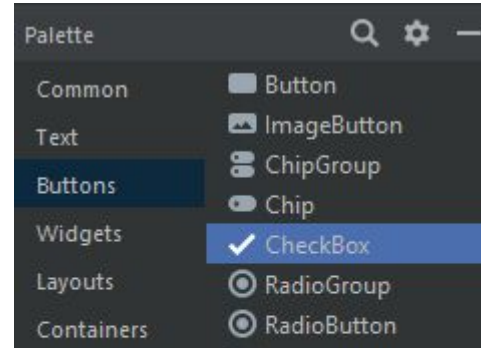 Palette
Common
Text
Buttons
Widgets
Layouts
Containers
Button
ImageButton
ChipGroup
Chip
CheckBox
RadioGroup
RadioButton